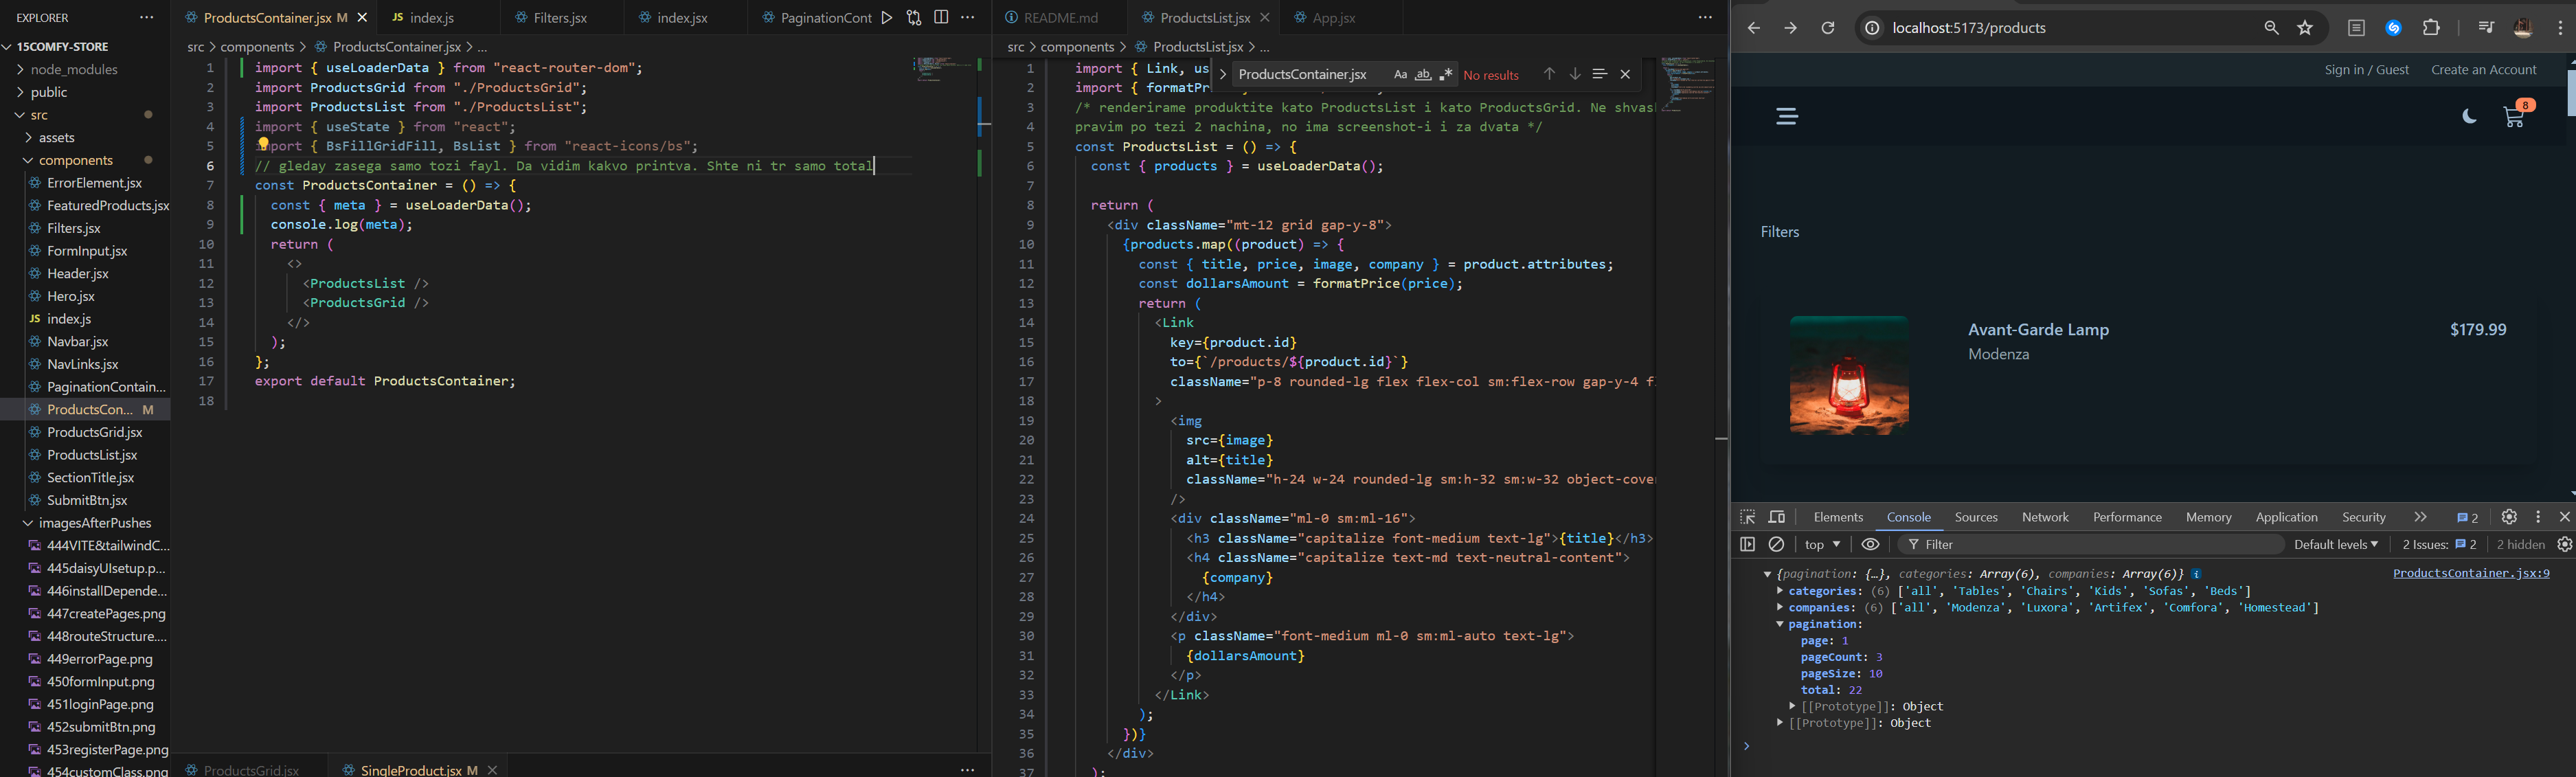 EXPLORER
15COMFY-STORE
node_modules
public
src
assets
components
ErrorElement.jsx
FeaturedProducts.jsx
Filters.jsx
FormInput.jsx
Header.jsx
Hero.jsx
JS index.js
Navbar.jsx
NavLinks.jsx
PaginationContain...
ProductsCon... M
ProductsGrid.jsx
ProductsList.jsx
SectionTitle.jsx
SubmitBtn.jsx
imagesAfterPushes
444VITE&tailwindC...
445daisyUIsetup.p...
446installDepende...
447createPages.png
448routeStructure....
449errorPage.png
450formInput.png
451loginPage.png
452submitBtn.png
453registerPage.png
454customClass.png
ProductsContainer.jsx M
JS index.js
Filters.jsx
index.jsx
PaginationCont
src > components > ProductsContainer.jsx > ...
1 import { useLoaderData } from "react-router-dom";
2 import ProductsGrid from "./ProductsGrid";
3 import ProductsList from "./ProductsList";
4 import { useState } from "react";
5 import { BsFillGridFill, BsList } from "react-icons/bs";
6 // gleday zasega samo tozi fayl. Da vidim kakvo printva. Shte ni tr samo total
7 const ProductsContainer = () => {
8 const { meta } = useLoaderData();
9 console.log(meta);
10 return (
11 <>
12 <ProductsList />
13 <ProductsGrid />
14 </>
15 );
16 };
17 export default ProductsContainer;
18
ProductsGrid.jsx
SingleProduct.jsx M
README.md
ProductsList.jsx
App.jsx
src > components > ProductsList.jsx > ...
ProductsContainer.jsx Aa ab .* No results
1 import { Link, us
2 import { formatPr
3 /* renderirame produktite kato ProductsList i kato ProductsGrid. Ne shvas
4 pravim po tezi 2 nachina, no ima screenshot-i i za dvata */
5 const ProductsList = () => {
6 const { products } = useLoaderData();
7
8 return (
9 <div className="mt-12 grid gap-y-8">
10 {products.map((product) => {
11 const { title, price, image, company } = product.attributes;
12 const dollarsAmount = formatPrice(price);
13 return (
14 <Link
15 key={product.id}
16 to={`/products/${product.id}`}
17 className="p-8 rounded-lg flex flex-col sm:flex-row gap-y-4 fl
18 >
19 <img
20 src={image}
21 alt={title}
22 className="h-24 w-24 rounded-lg sm:h-32 sm:w-32 object-cove
23 />
24 <div className="ml-0 sm:ml-16">
25 <h3 className="capitalize font-medium text-lg">{title}</h3>
26 <h4 className="capitalize text-md text-neutral-content">
27 {company}
28 </h4>
29 </div>
30 <p className="font-medium ml-0 sm:ml-auto text-lg">
31 {dollarsAmount}
32 </p>
33 </Link>
34 );
35 })}
36 </div>
37 );
localhost:5173/products
Sign in / Guest Create an Account
8
Filters
Avant-Garde Lamp
Modenza
$179.99
Elements Console Sources Network Performance Memory Application Security 2
top Filter Default levels 2 Issues: 2 2 hidden
{pagination: {…}, categories: Array(6), companies: Array(6)} ProductsContainer.jsx:9
categories: (6) ['all', 'Tables', 'Chairs', 'Kids', 'Sofas', 'Beds']
companies: (6) ['all', 'Modenza', 'Luxora', 'Artifex', 'Comfora', 'Homestead']
pagination:
page: 1
pageCount: 3
pageSize: 10
total: 22
[[Prototype]]: Object
[[Prototype]]: Object